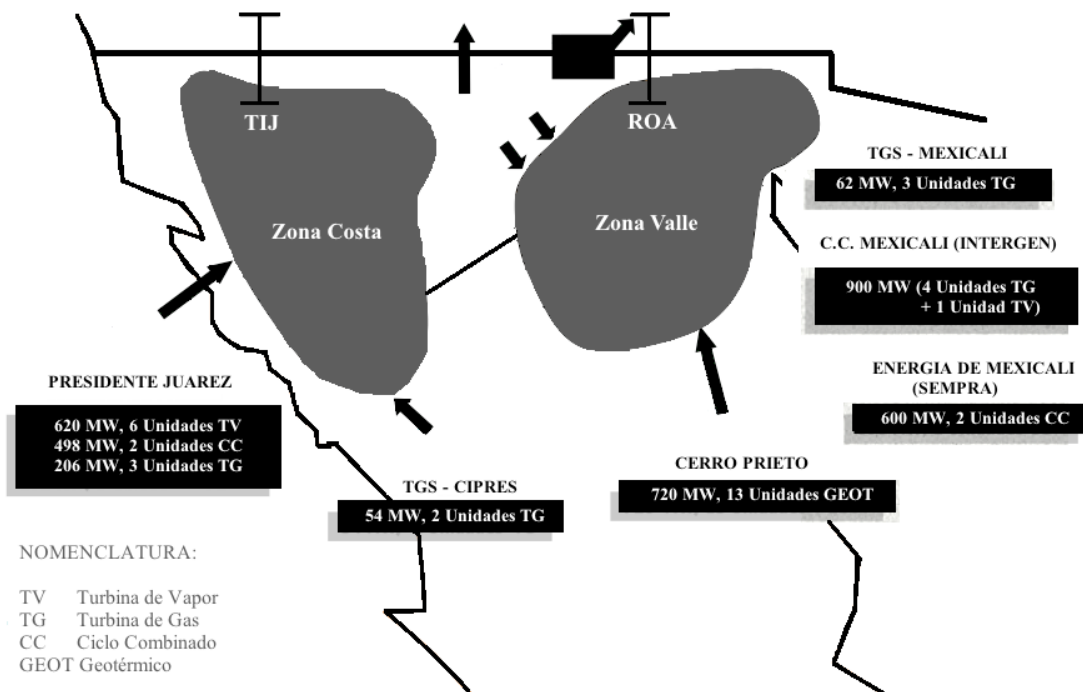 TIJ
ROA
Zona Costa
Zona Valle
TGS - MEXICALI
62 MW, 3 Unidades TG
C.C. MEXICALI (INTERGEN)
900 MW (4 Unidades TG
+ 1 Unidad TV)
ENERGIA DE MEXICALI
(SEMPRA)
600 MW, 2 Unidades CC
PRESIDENTE JUAREZ
620 MW, 6 Unidades TV
498 MW, 2 Unidades CC
206 MW, 3 Unidades TG
TGS - CIPRES
54 MW, 2 Unidades TG
CERRO PRIETO
720 MW, 13 Unidades GEOT
NOMENCLATURA:
TV Turbina de Vapor
TG Turbina de Gas
CC Ciclo Combinado
GEOT Geotérmico